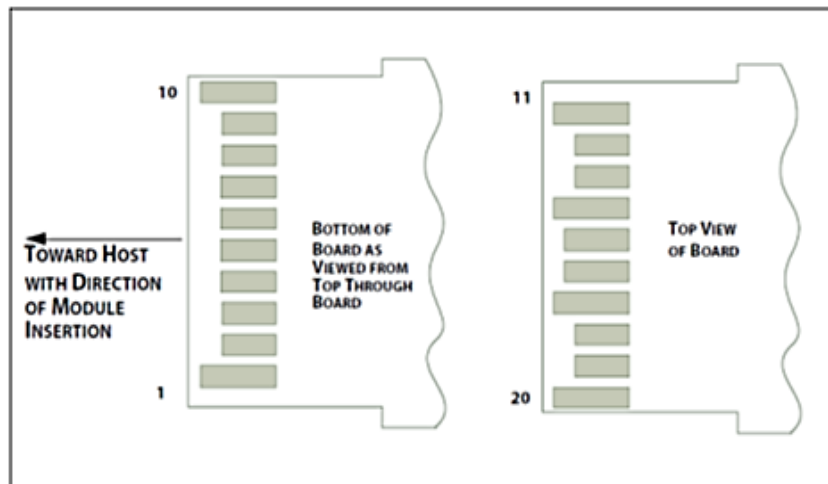 10
1
TOWARD HOST
WITH DIRECTION
OF MODULE
INSERTION
BOTTOM OF
BOARD AS
VIEWED FROM
TOP THROUGH
BOARD
11
20
TOP VIEW
OF BOARD